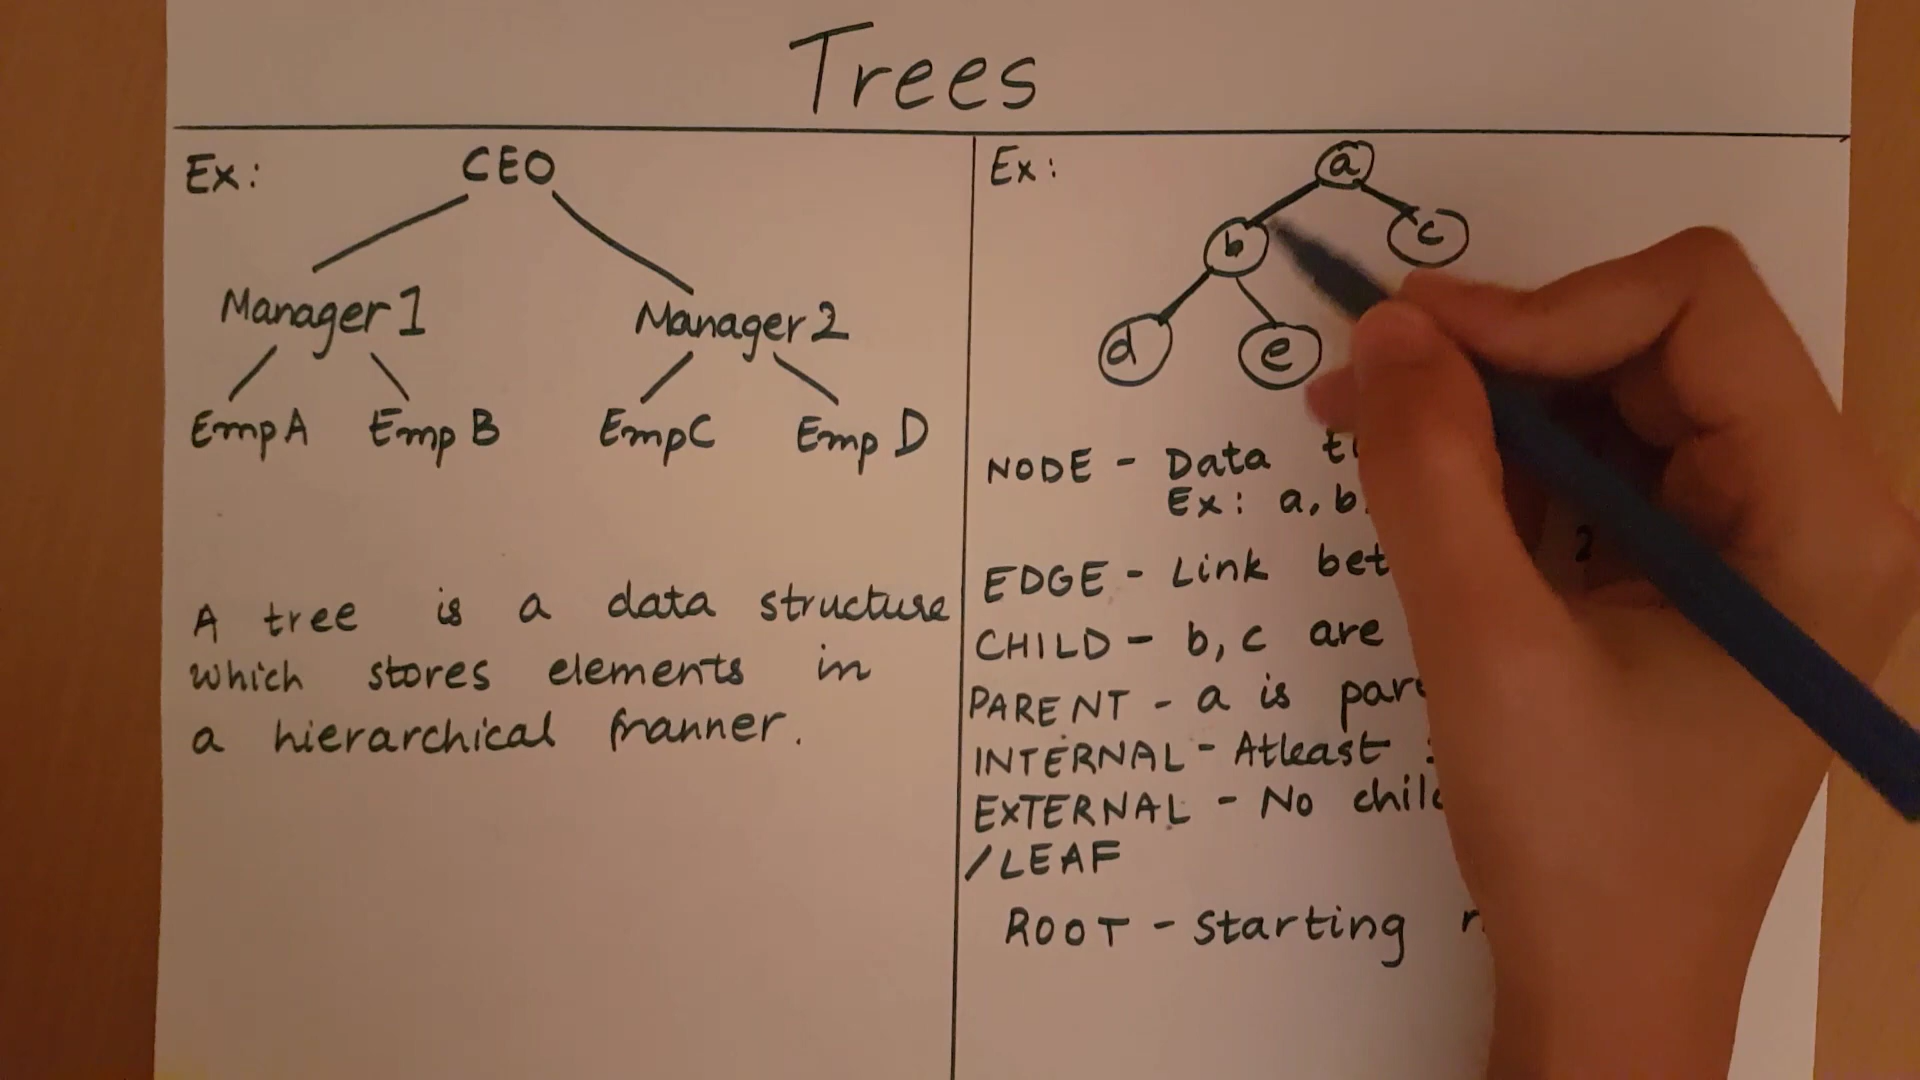 Trees
Ex:
CEO
Manager 1
Manager 2
Emp A
Emp B
Emp C
Emp D
A tree is a data structure
which stores elements in
a hierarchical manner.
Ex:
a
b
c
d
e
NODE - Data
Ex: a, b
EDGE - Link
CHILD - b, c are
PARENT - a is
INTERNAL - Atleast
EXTERNAL - No
/LEAF
ROOT - Starting